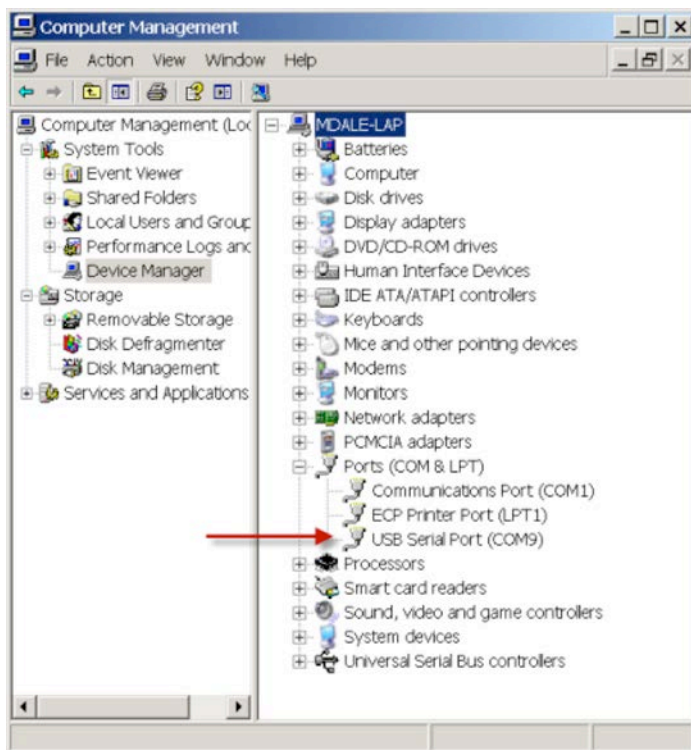 Computer Management
File Action View Window Help
Computer Management (Loc
System Tools
Event Viewer
Shared Folders
Local Users and Group
Performance Logs and
Device Manager
Storage
Removable Storage
Disk Defragmenter
Disk Management
Services and Applications
MDALE-LAP
Batteries
Computer
Disk drives
Display adapters
DVD/CD-ROM drives
Human Interface Devices
IDE ATA/ATAPI controllers
Keyboards
Mice and other pointing devices
Modems
Monitors
Network adapters
PCMCIA adapters
Ports (COM & LPT)
Communications Port (COM1)
ECP Printer Port (LPT1)
USB Serial Port (COM9)
Processors
Smart card readers
Sound, video and game controllers
System devices
Universal Serial Bus controllers